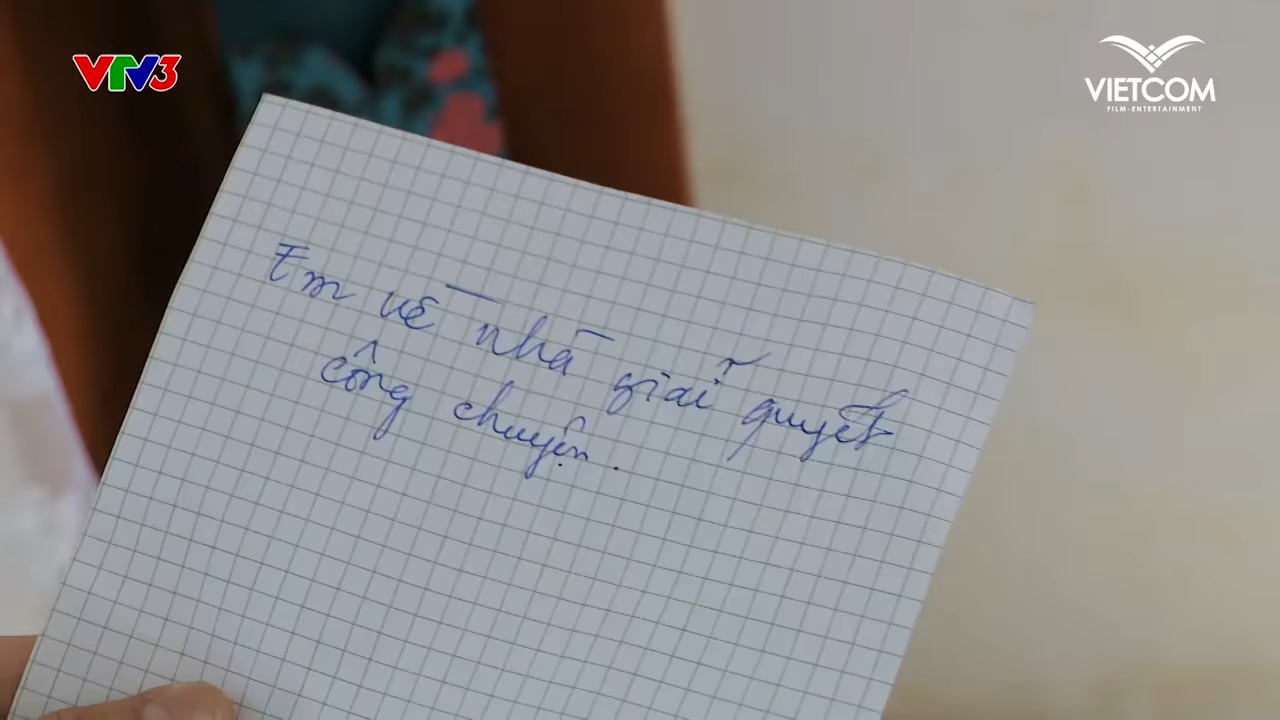 VTV3
VIETCOM
FILM-ENTERTAINMENT
Em về nhà giải quyết
công chuyện.